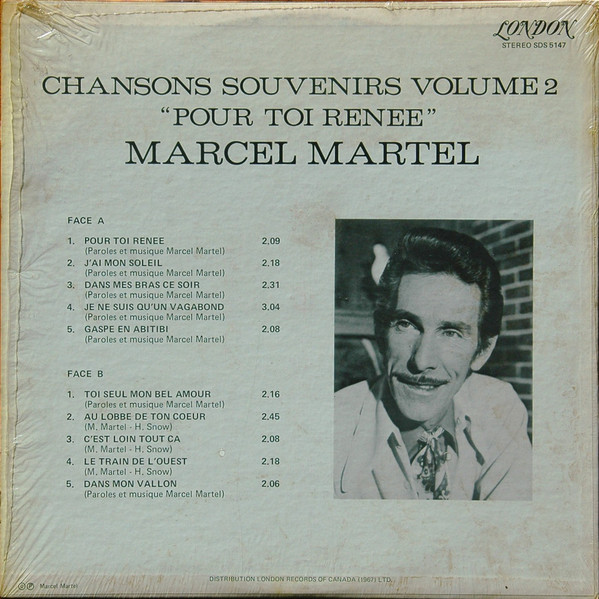 LONDON
STEREO SDS 5147
CHANSONS SOUVENIRS VOLUME 2
"POUR TOI RENEE"
MARCEL MARTEL
FACE A
1. POUR TOI RENEE 2,09
(Paroles et musique Marcel Martel)
2. J'AI MON SOLEIL 2,18
(Paroles et musique Marcel Martel)
3. DANS MES BRAS CE SOIR 2,31
(Paroles et musique Marcel Martel)
4. JE NE SUIS QU'UN VAGABOND 3,04
(Paroles et musique Marcel Martel)
5. GASPE EN ABITIBI 2,08
(Paroles et musique Marcel Martel)
FACE B
1. TOI SEUL MON BEL AMOUR 2,16
(Paroles et musique Marcel Martel)
2. AU LOBBE DE TON COEUR 2,45
(M. Martel - H. Snow)
3. C'EST LOIN TOUT CA 2,08
(M. Martel - H. Snow)
4. LE TRAIN DE L'OUEST 2,18
(M. Martel - H. Snow)
5. DANS MON VALLON 2,06
(Paroles et musique Marcel Martel)
DISTRIBUTION LONDON RECORDS OF CANADA (1967) LTD.
© ℗ Marcel Martel